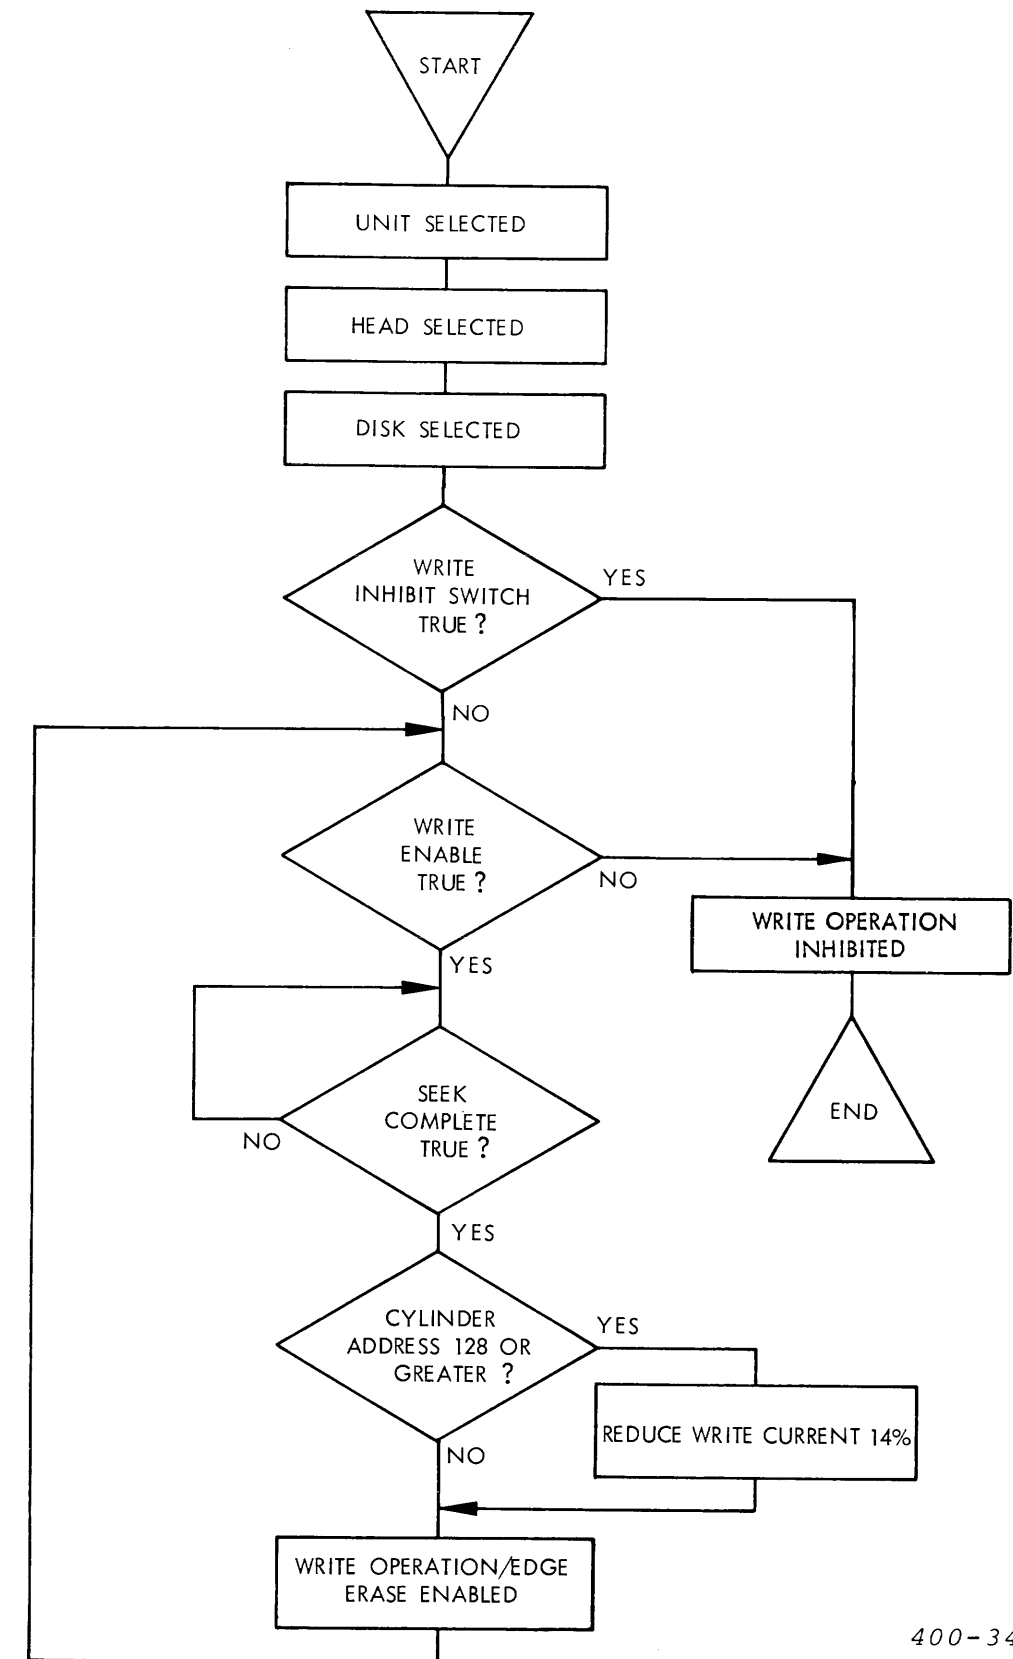 START
UNIT SELECTED
HEAD SELECTED
DISK SELECTED
WRITE
INHIBIT SWITCH
TRUE ?
YES
NO
WRITE
ENABLE
TRUE ?
NO
YES
WRITE OPERATION
INHIBITED
END
SEEK
COMPLETE
TRUE ?
NO
YES
CYLINDER
ADDRESS 128 OR
GREATER ?
YES
REDUCE WRITE CURRENT 14%
NO
WRITE OPERATION/EDGE
ERASE ENABLED
400-34